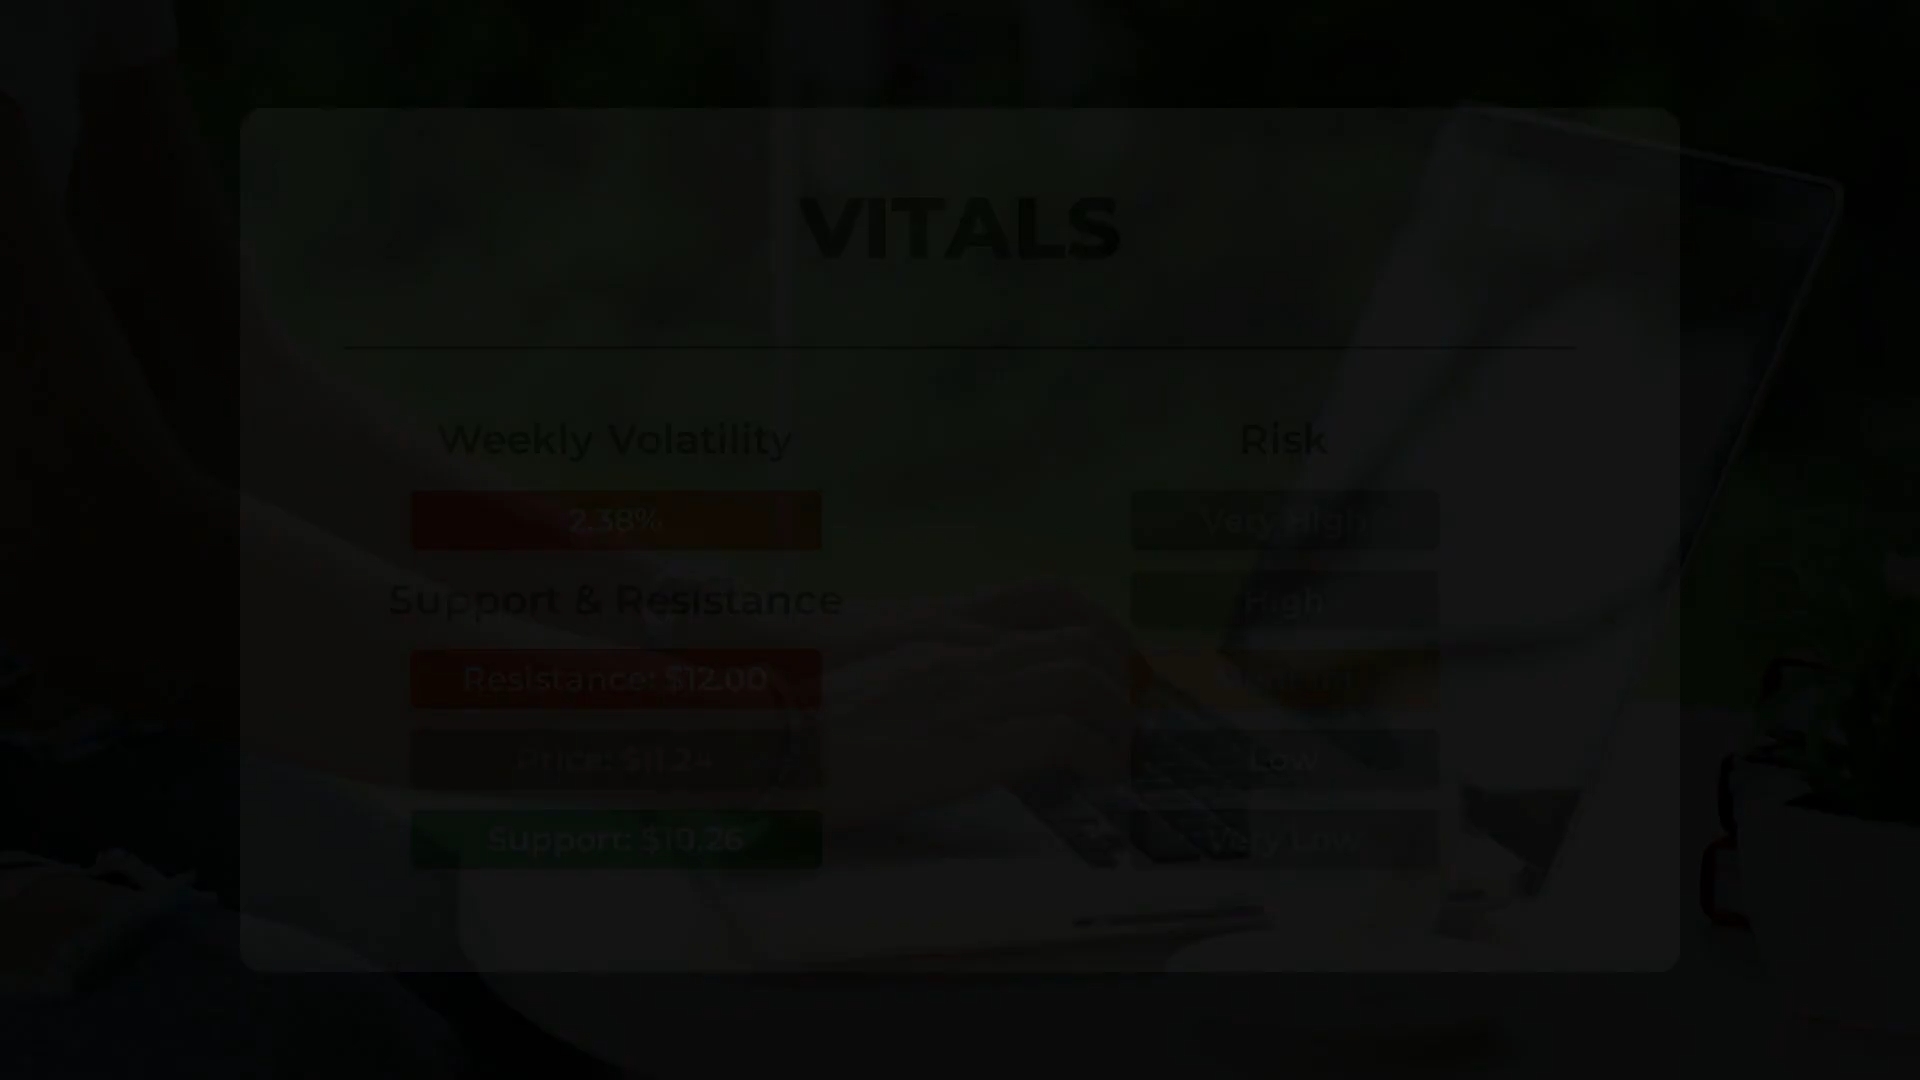 VITALS
Weekly Volatility
2.38%
Support & Resistance
Resistance: $12.00
Price: $11.24
Support: $10.26
Risk
Very High
High
Medium
Low
Very Low